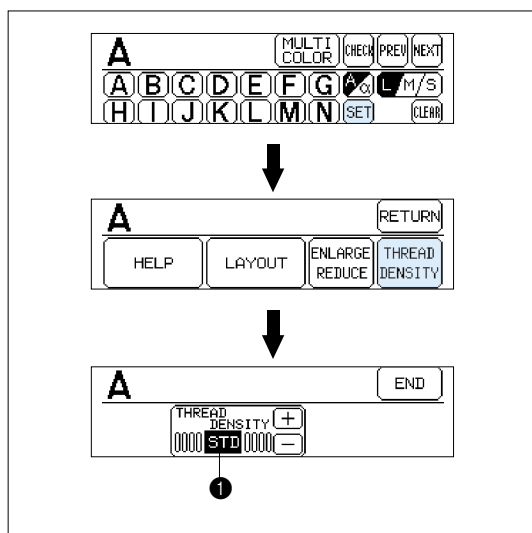 A
MULTI
COLOR
CHECK PREV NEXT
A B C D E F G A/α L/M/S
H I J K L M N SET CLEAR
A RETURN
HELP LAYOUT ENLARGE
REDUCE THREAD
DENSITY
A END
THREAD
DENSITY +
STD −
1